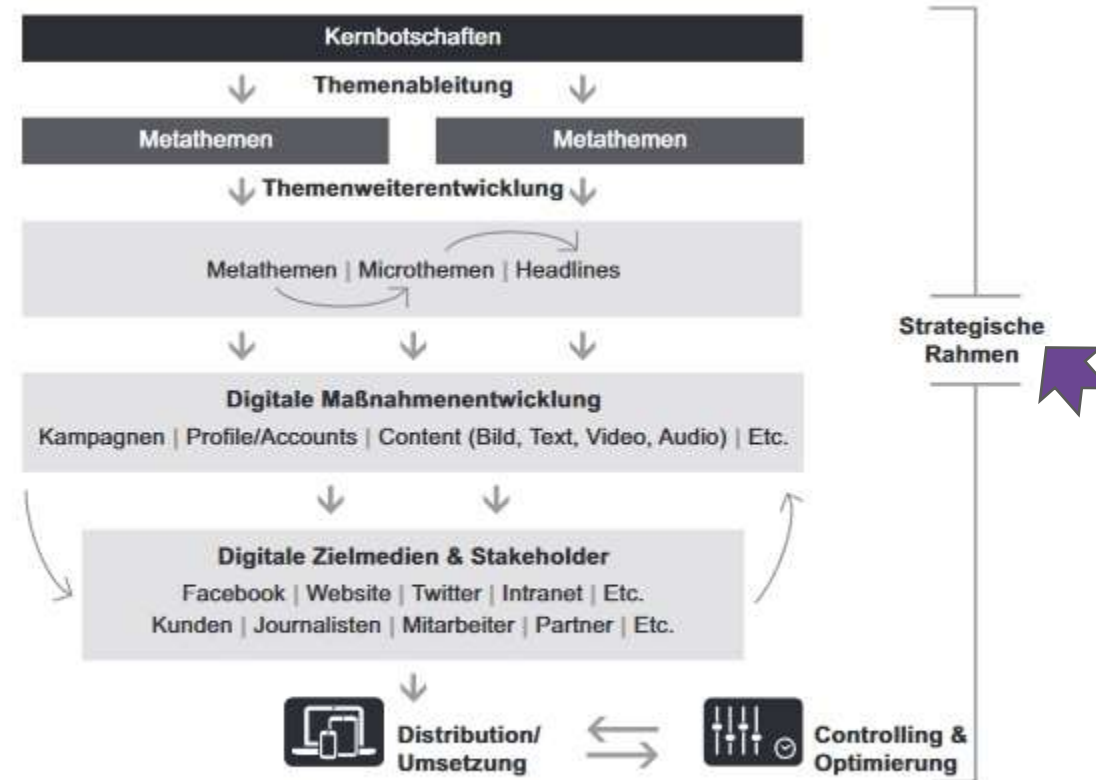 Kernbotschaften
Themenableitung
Metathemen Metathemen
Themenweiterentwicklung
Metathemen | Microthemen | Headlines
Strategische
Rahmen
Digitale Maßnahmenentwicklung
Kampagnen | Profile/Accounts | Content (Bild, Text, Video, Audio) | Etc.
Digitale Zielmedien & Stakeholder
Facebook | Website | Twitter | Intranet | Etc.
Kunden | Journalisten | Mitarbeiter | Partner | Etc.
Distribution/
Umsetzung
Controlling &
Optimierung